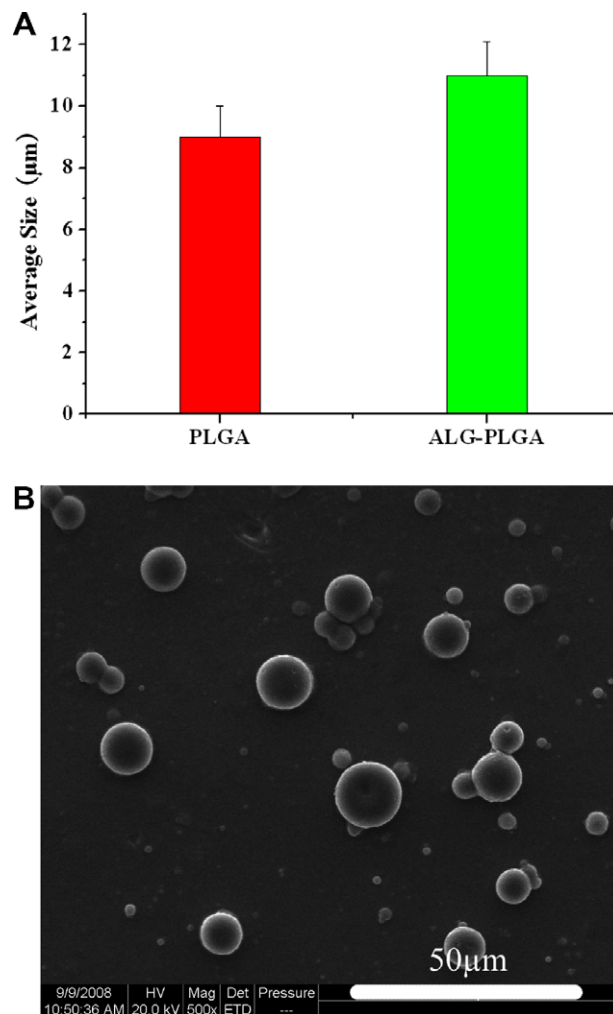 A
Average Size (μm)
12
10
8
6
4
2
0
PLGA
ALG-PLGA
B
50μm
9/9/2008 HV Mag Det Pressure
10:50:36 AM 20.0 kV 500x ETD ---